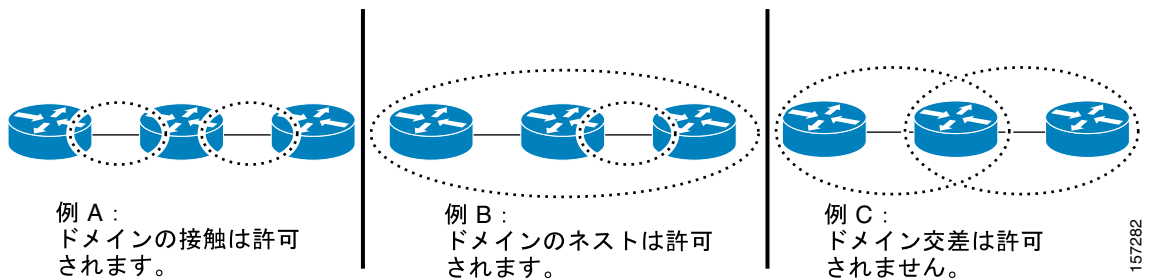 例 A：
ドメインの接触は許可
されます。
例 B：
ドメインのネストは許可
されます。
例 C：
ドメイン交差は許可
されません。
157282